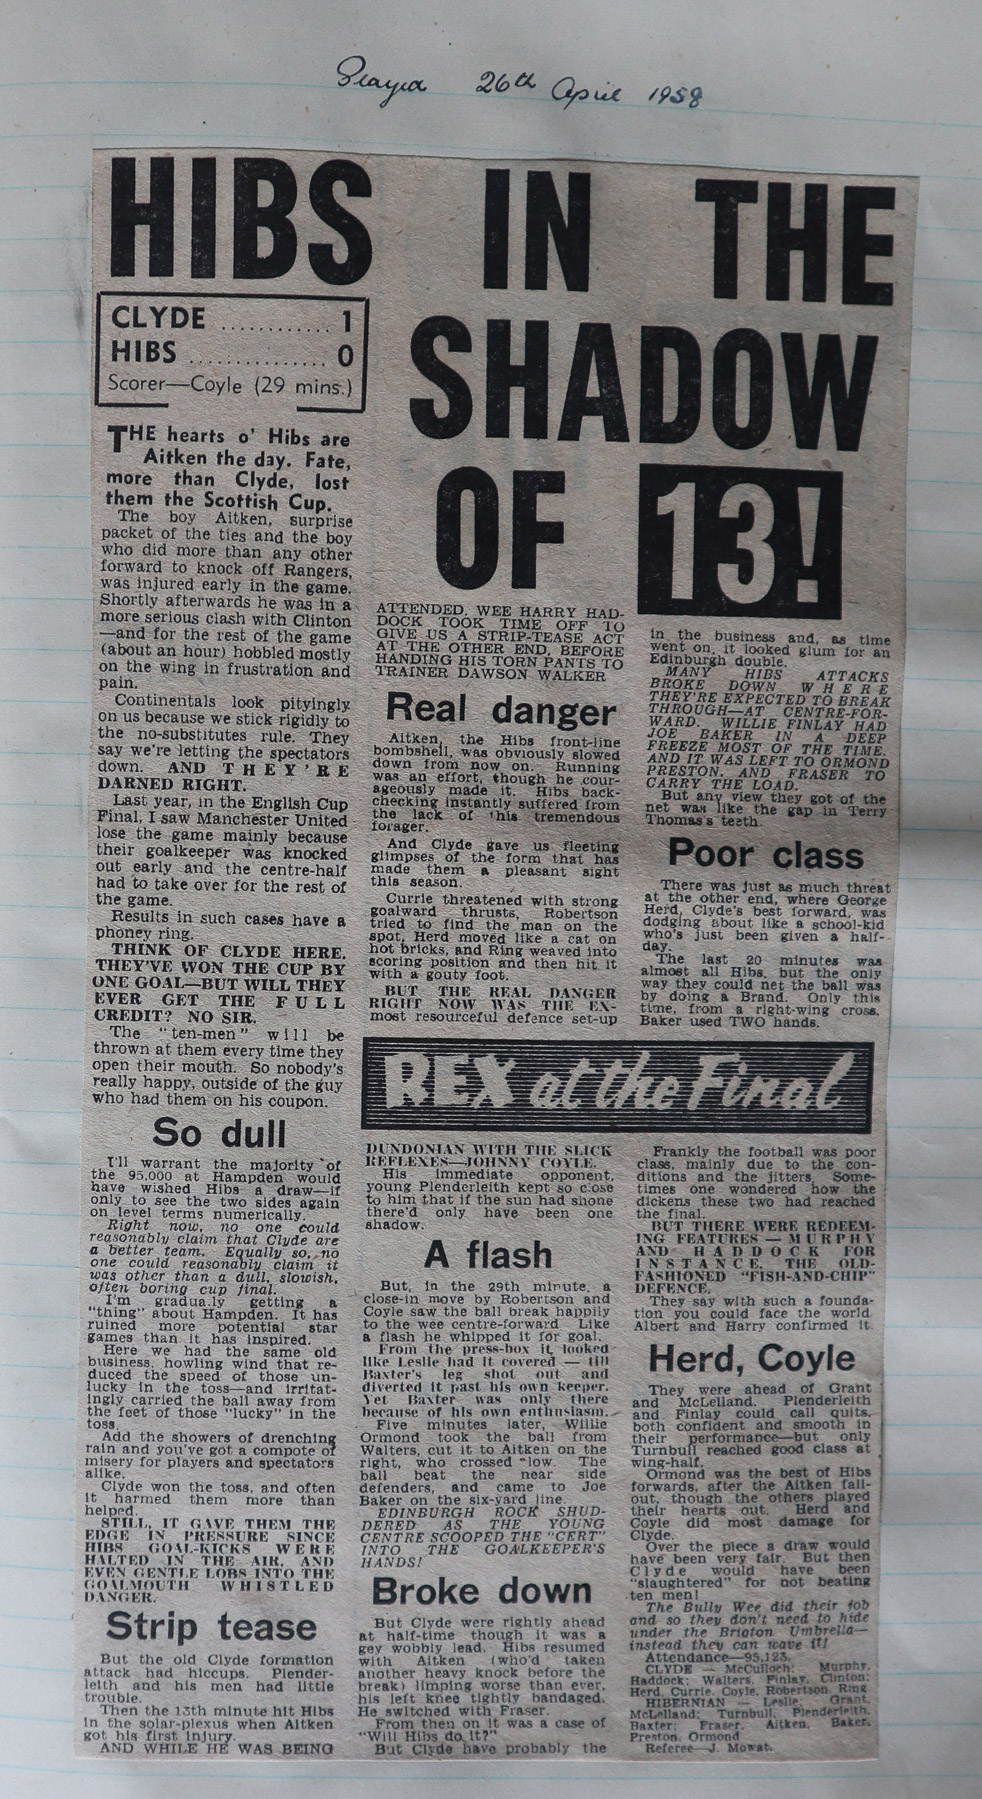 26th April 1958
HIBS IN THE
SHADOW
OF 13!
CLYDE ............ 1
HIBS ............... 0
Scorer—Coyle (29 mins.)
THE hearts o' Hibs are
Aitken the day. Fate,
more than Clyde, lost
them the Scottish Cup.
The boy Aitken, surprise
packet of the ties and the boy
who did more than any other
forward to knock off Rangers,
was injured early in the game.
Shortly afterwards he was in a
more serious clash with Clinton
—and for the rest of the game
(about an hour) hobbled mostly
on the wing in frustration and
pain.
Continentals look pityingly
on us because we stick rigidly to
the no-substitutes rule. They
say we're letting the spectators
down. AND THEY'RE
DARNED RIGHT.
Last year, in the English Cup
Final, I saw Manchester United
lose the game mainly because
their goalkeeper was knocked
out early and the centre-half
had to take over for the rest of
the game.
Results in such cases have a
phoney ring.
THINK OF CLYDE HERE.
THEY'VE WON THE CUP BY
ONE GOAL—BUT WILL THEY
EVER GET THE FULL
CREDIT? NO SIR.
The "ten-men" will be
thrown at them every time they
open their mouth. So nobody's
really happy, outside of the guy
who had them on his coupon.
So dull
I'll warrant the majority of
the 95,000 at Hampden would
have wished Hibs a draw—if
only to see the two sides again
on level terms numerically.
Right now, no one could
reasonably claim that Clyde are
a better team. Equally so, no
one could reasonably claim it
was other than a dull, slowish,
often boring cup final.
I'm gradually getting a
"thing" about Hampden. It has
ruined more potential star
games than it has inspired.
Here we had the same old
business, howling wind that re-
duced the speed of those un-
lucky in the toss—and irritat-
ingly carried the ball away from
the feet of those "lucky" in the
toss.
Add the showers of drenching
rain and you've got a compote of
misery for players and spectators
alike.
Clyde won the toss, and often
it harmed them more than
helped.
STILL, IT GAVE THEM THE
EDGE IN PRESSURE SINCE
HIBS GOAL-KICKS WERE
HALTED IN THE AIR, AND
EVEN GENTLE LOBS INTO THE
GOALMOUTH WHISTLED
DANGER.
Strip tease
But the old Clyde formation
attack had hiccups. Plender-
leith and his men had little
trouble.
Then the 13th minute hit Hibs
in the solar-plexus when Aitken
got his first injury.
AND WHILE HE WAS BEING
ATTENDED, WEE HARRY HAD-
DOCK TOOK TIME OFF TO
GIVE US A STRIP-TEASE ACT
AT THE OTHER END, BEFORE
HANDING HIS TORN PANTS TO
TRAINER DAWSON WALKER
Real danger
Aitken, the Hibs front-line
bombshell, was obviously slowed
down from now on. Running
was an effort, though he cour-
ageously made it. Hibs back-
checking instantly suffered from
the lack of this tremendous
forager.
And Clyde gave us fleeting
glimpses of the form that has
made them a pleasant sight
this season.
Currie threatened with strong
goalward thrusts, Robertson
tried to find the man on the
spot, Herd moved like a cat on
hot bricks, and Ring weaved into
scoring position and then hit it
with a gouty foot.
BUT THE REAL DANGER
RIGHT NOW WAS THE EX-
most resourceful defence set-up
in the business and, as time
went on, it looked glum for an
Edinburgh double.
MANY HIBS ATTACKS
BROKE DOWN WHERE
THEY'RE EXPECTED TO BREAK
THROUGH—AT CENTRE-FOR-
WARD. WILLIE FINLAY HAD
JOE BAKER IN A DEEP
FREEZE MOST OF THE TIME,
AND IT WAS LEFT TO ORMOND
PRESTON, AND FRASER TO
CARRY THE LOAD.
But any view they got of the
net was like the gap in Terry
Thomas's teeth.
Poor class
There was just as much threat
at the other end, where George
Herd, Clyde's best forward, was
dodging about like a school-kid
who's just been given a half-
day.
The last 20 minutes was
almost all Hibs, but the only
way they could net the ball was
by doing a Brand. Only this
time, from a right-wing cross,
Baker used TWO hands.
REX at the Final
DUNDONIAN WITH THE SLICK
REFLEXES—JOHNNY COYLE.
His immediate opponent,
young Plenderleith kept so close
to him that if the sun had shone
there'd only have been one
shadow.
A flash
But, in the 29th minute, a
close-in move by Robertson and
Coyle saw the ball break happily
to the wee centre-forward Like
a flash he whipped it for goal.
From the press-box it looked
like Leslie had it covered — till
Baxter's leg shot out and
diverted it past his own keeper.
Yet Baxter was only there
because of his own enthusiasm.
Five minutes later, Willie
Ormond took the ball from
Walters, cut it to Aitken on the
right, who crossed low. The
ball beat the near side
defenders, and came to Joe
Baker on the six-yard line.
EDINBURGH ROCK SHUD-
DERED AS THE YOUNG
CENTRE SCOOPED THE "CERT"
INTO THE GOALKEEPER'S
HANDS!
Broke down
But Clyde were rightly ahead
at half-time though it was a
gey wobbly lead. Hibs resumed
with Aitken (who'd taken
another heavy knock before the
break) limping worse than ever,
his left knee tightly bandaged.
He switched with Fraser.
From then on it was a case of
"Will Hibs do it?"
But Clyde have probably the
Frankly the football was poor
class, mainly due to the con-
ditions and the jitters. Some-
times one wondered how the
dickens these two had reached
the final.
BUT THERE WERE REDEEM-
ING FEATURES — MURPHY
AND HADDOCK FOR
INSTANCE. THE OLD-
FASHIONED "FISH-AND-CHIP"
DEFENCE.
They say with such a founda-
tion you could face the world.
Albert and Harry confirmed it.
Herd, Coyle
They were ahead of Grant
and McLelland. Plenderleith
and Finlay could call quits,
both confident and smooth in
their performance—but only
Turnbull reached good class at
wing-half.
Ormond was the best of Hibs
forwards, after the Aitken fall-
out, though the others played
their hearts out. Herd and
Coyle did most damage for
Clyde.
Over the piece a draw would
have been very fair. But then
Clyde would have been
"slaughtered" for not beating
ten men!
The Bully Wee did their job
and so they don't need to hide
under the Brigton Umbrella—
instead they can wave it!
Attendance—95,123.
CLYDE — McCulloch; Murphy,
Haddock; Walters, Finlay, Clinton;
Herd, Currie, Coyle, Robertson, Ring
HIBERNIAN — Leslie; Grant,
McLelland; Turnbull, Plenderleith,
Baxter; Fraser, Aitken, Baker,
Preston, Ormond
Referee—J. Mowat.